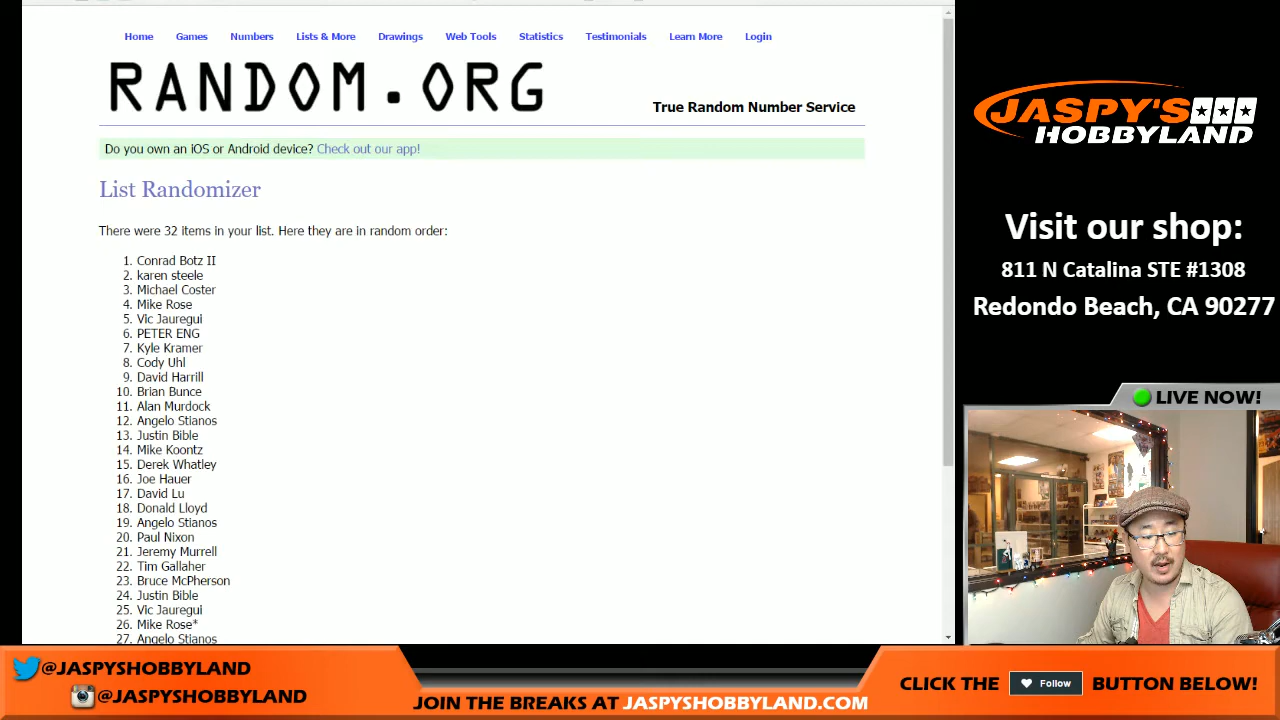 Home Games Numbers Lists & More Drawings Web Tools Statistics Testimonials Learn More Login
RANDOM.ORG
True Random Number Service
Do you own an iOS or Android device? Check out our app!
List Randomizer
There were 32 items in your list. Here they are in random order:
1. Conrad Botz II
2. karen steele
3. Michael Coster
4. Mike Rose
5. Vic Jauregui
6. PETER ENG
7. Kyle Kramer
8. Cody Uhl
9. David Harrill
10. Brian Bunce
11. Alan Murdock
12. Angelo Stianos
13. Justin Bible
14. Mike Koontz
15. Derek Whatley
16. Joe Hauer
17. David Lu
18. Donald Lloyd
19. Angelo Stianos
20. Paul Nixon
21. Jeremy Murrell
22. Tim Gallaher
23. Bruce McPherson
24. Justin Bible
25. Vic Jauregui
26. Mike Rose*
27. Angelo Stianos
JASPY'S
HOBBYLAND
Visit our shop:
811 N Catalina STE #1308
Redondo Beach, CA 90277
LIVE NOW!
@JASPYSHOBBYLAND
@JASPYSHOBBYLAND
JOIN THE BREAKS AT JASPYSHOBBYLAND.COM
CLICK THE Follow BUTTON BELOW!